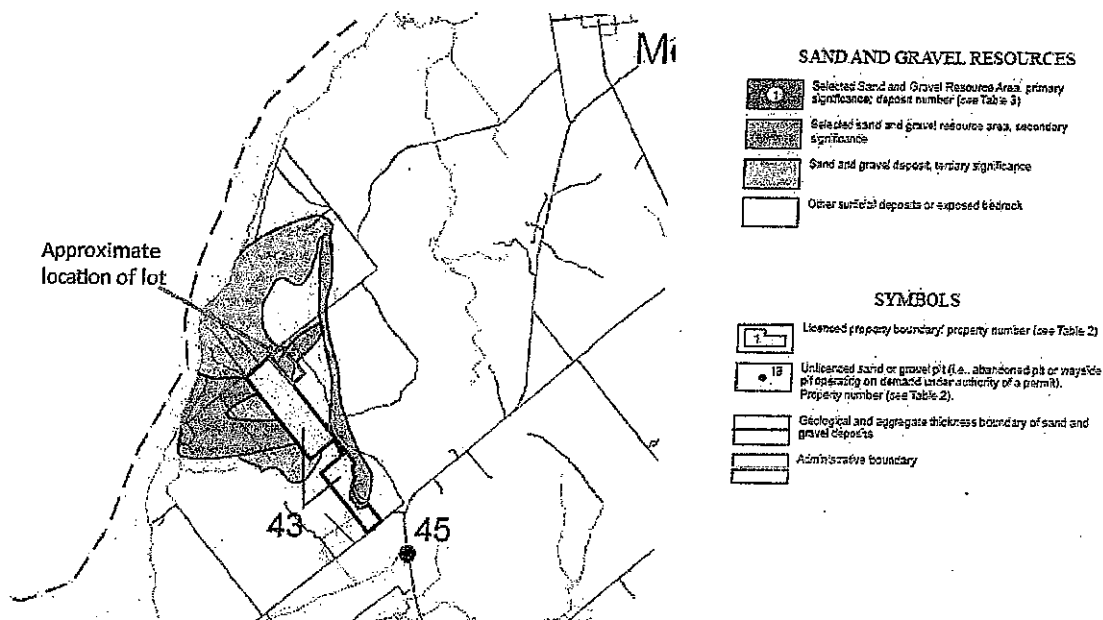 Mi
Approximate
location of lot
43
45
SAND AND GRAVEL RESOURCES
1
Selected Sand and Gravel Resource Area, primary
significance; deposit number (see Table 3)
Selected sand and gravel resource area, secondary
significance
Sand and gravel deposit, tertiary significance
Other surficial deposits or exposed bedrock
SYMBOLS
Licenced property boundary; property number (see Table 2)
13
Unlicenced sand or gravel pit (i.e., abandoned pit or wayside
pit operating on demand under authority of a permit).
Property number (see Table 2).
Geological and aggregate thickness boundary of sand and
gravel deposits
Administrative boundary